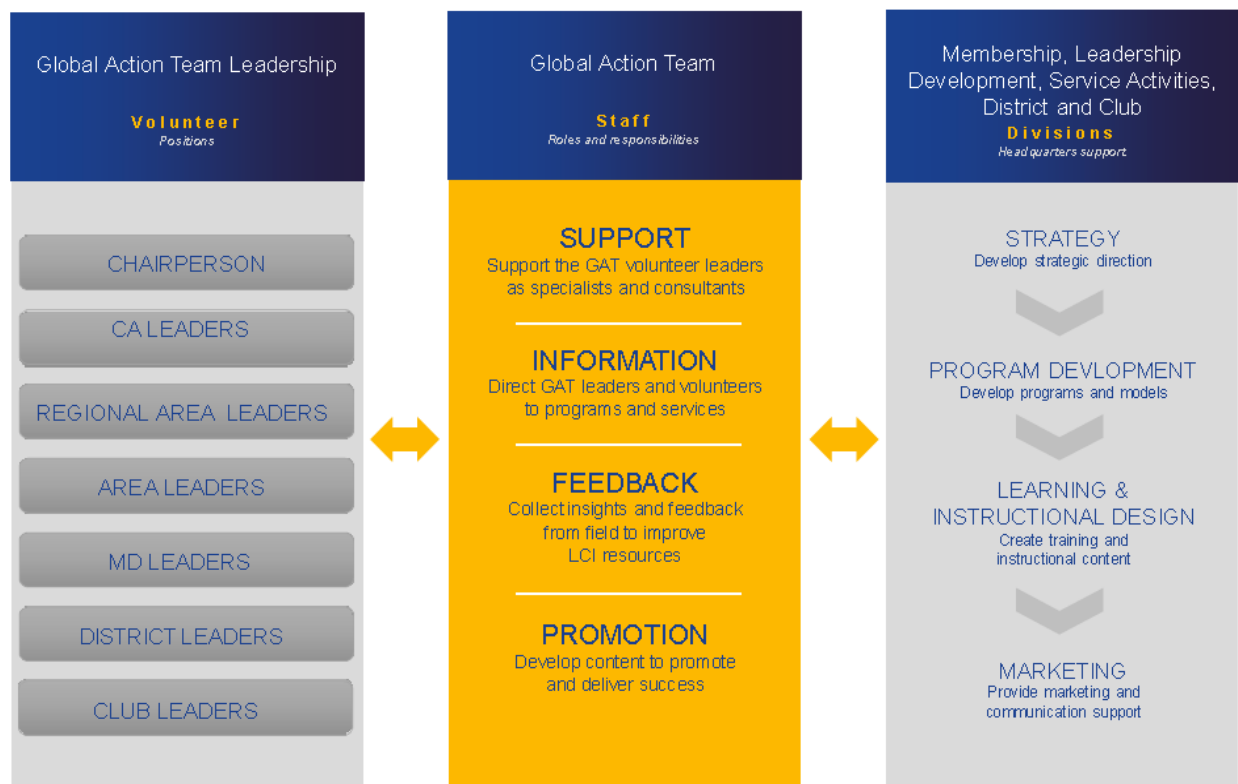 Global Action Team Leadership
Volunteer
Positions
CHAIRPERSON
CA LEADERS
REGIONAL AREA LEADERS
AREA LEADERS
MD LEADERS
DISTRICT LEADERS
CLUB LEADERS
Global Action Team
Staff
Roles and responsibilities
SUPPORT
Support the GAT volunteer leaders
as specialists and consultants
INFORMATION
Direct GAT leaders and volunteers
to programs and services
FEEDBACK
Collect insights and feedback
from field to improve
LCI resources
PROMOTION
Develop content to promote
and deliver success
Membership, Leadership
Development, Service Activities,
District and Club
Divisions
Headquarters support
STRATEGY
Develop strategic direction
PROGRAM DEVLOPMENT
Develop programs and models
LEARNING &
INSTRUCTIONAL DESIGN
Create training and
instructional content
MARKETING
Provide marketing and
communication support